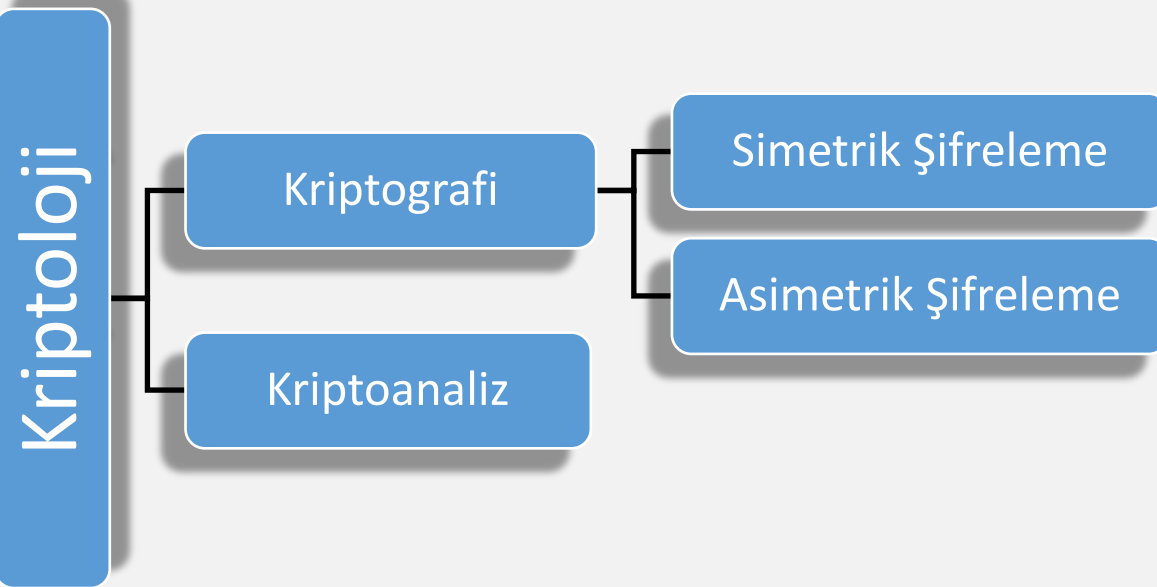 Kriptoloji
Kriptografi
Simetrik Şifreleme
Asimetrik Şifreleme
Kriptoanaliz